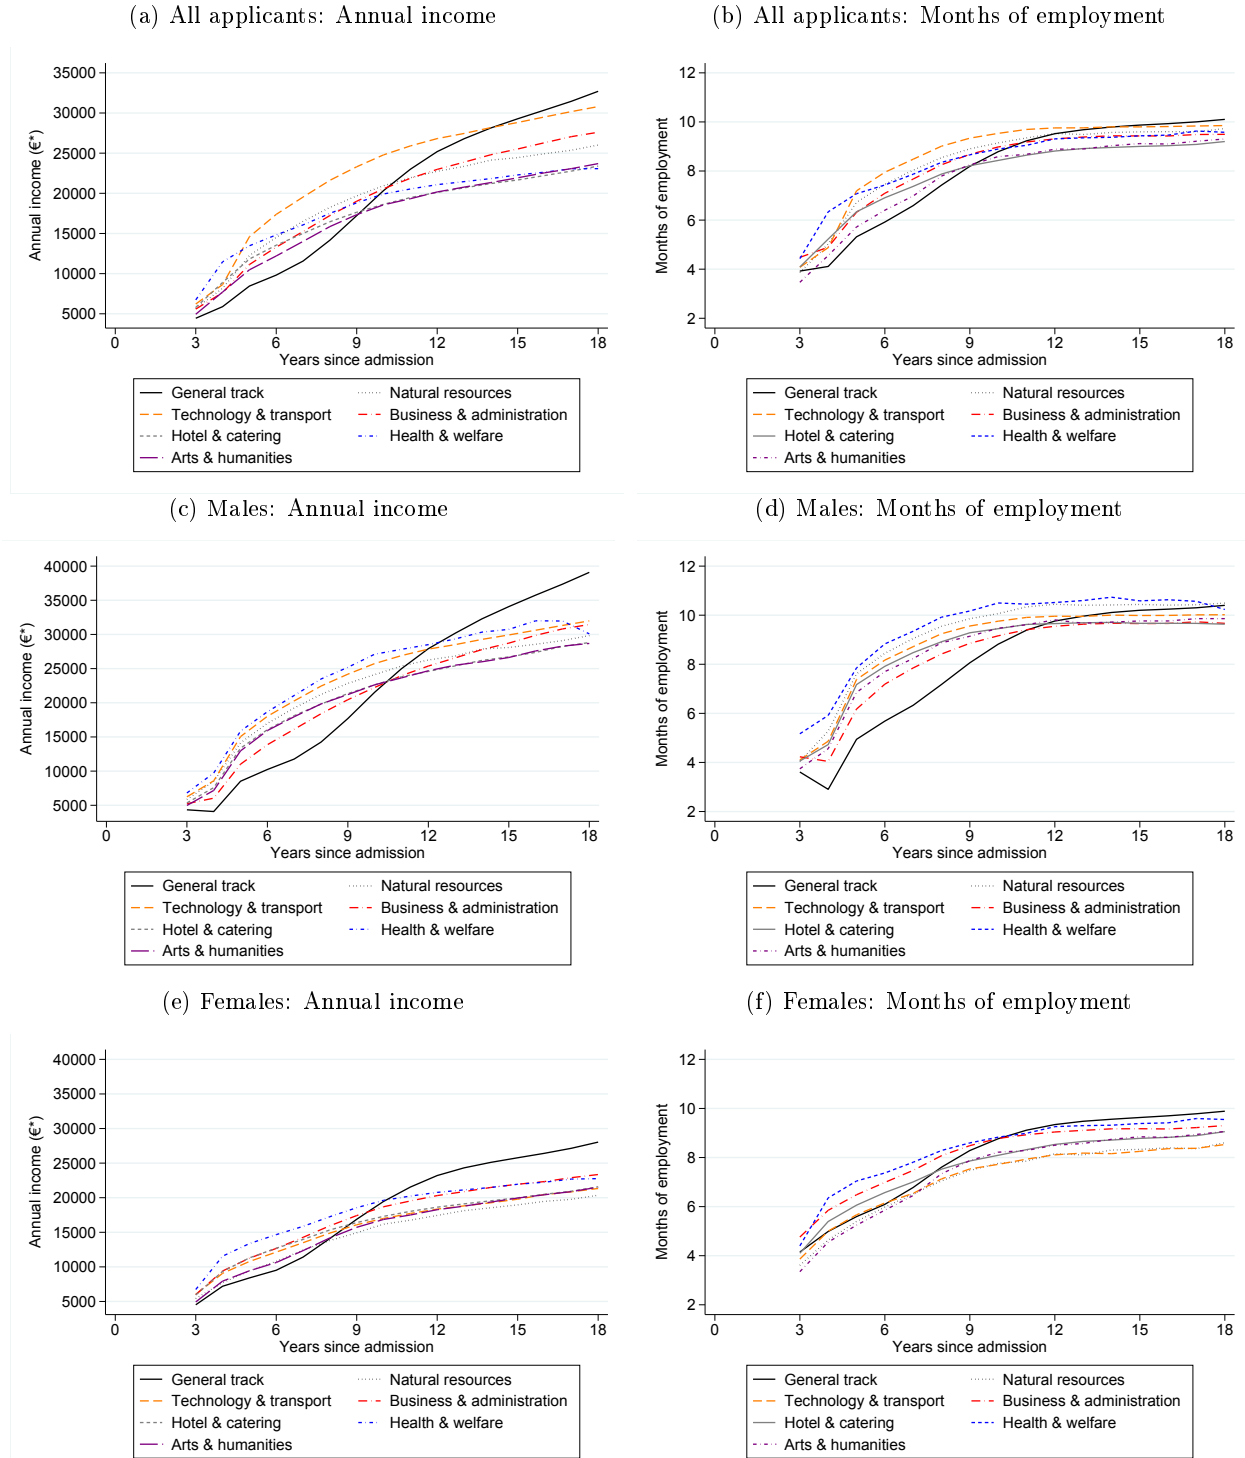 (a) All applicants: Annual income
35000
30000
25000
20000
15000
10000
5000
Annual income (€*)
0 3 6 9 12 15 18
Years since admission
General track Natural resources
Technology & transport Business & administration
Hotel & catering Health & welfare
Arts & humanities
(b) All applicants: Months of employment
12
10
8
6
4
2
Months of employment
0 3 6 9 12 15 18
Years since admission
General track Natural resources
Technology & transport Business & administration
Hotel & catering Health & welfare
Arts & humanities
(c) Males: Annual income
40000
35000
30000
25000
20000
15000
10000
5000
Annual income (€*)
0 3 6 9 12 15 18
Years since admission
General track Natural resources
Technology & transport Business & administration
Hotel & catering Health & welfare
Arts & humanities
(d) Males: Months of employment
12
10
8
6
4
2
Months of employment
0 3 6 9 12 15 18
Years since admission
General track Natural resources
Technology & transport Business & administration
Hotel & catering Health & welfare
Arts & humanities
(e) Females: Annual income
40000
35000
30000
25000
20000
15000
10000
5000
Annual income (€*)
0 3 6 9 12 15 18
Years since admission
General track Natural resources
Technology & transport Business & administration
Hotel & catering Health & welfare
Arts & humanities
(f) Females: Months of employment
12
10
8
6
4
2
Months of employment
0 3 6 9 12 15 18
Years since admission
General track Natural resources
Technology & transport Business & administration
Hotel & catering Health & welfare
Arts & humanities